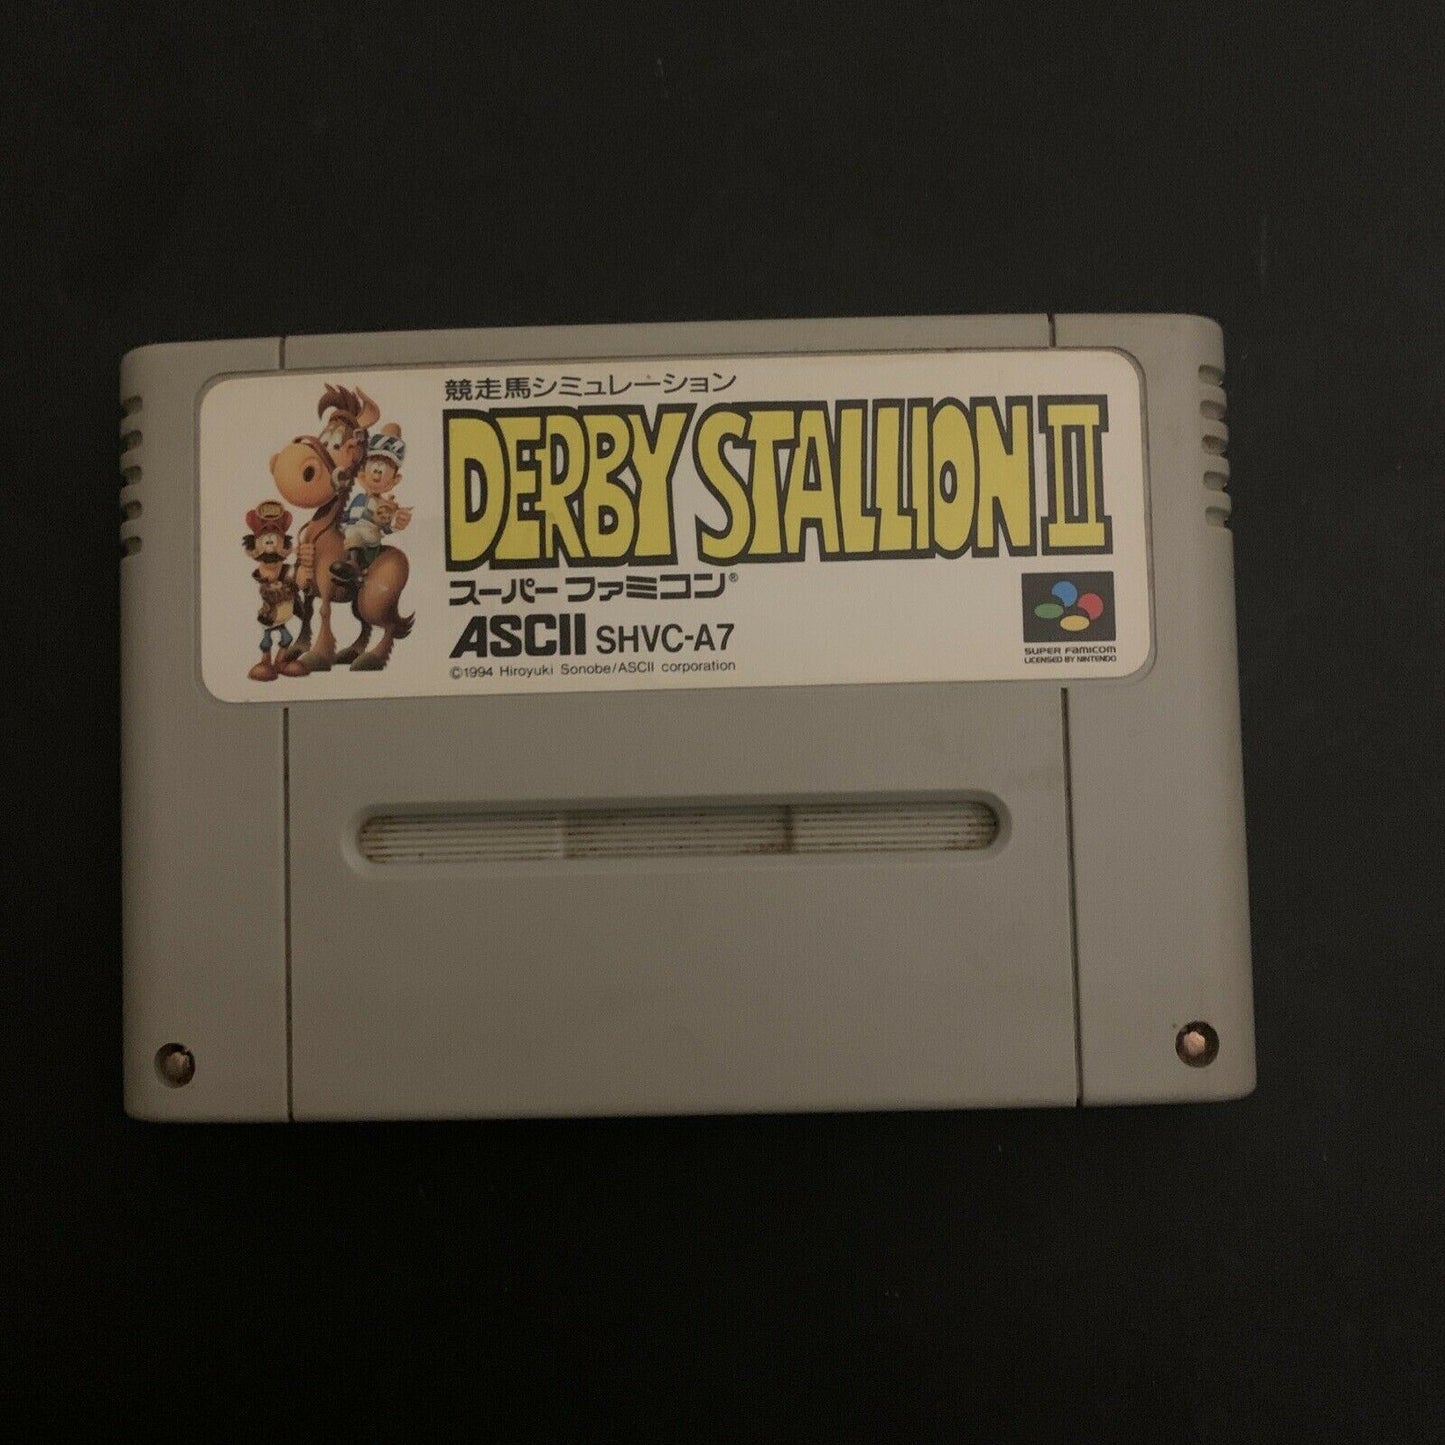 競走馬シミュレーション
DERBY STALLION II
スーパーファミコン®
ASCII SHVC-A7
©1994 Hiroyuki Sonobe/ASCII corporation
SUPER FAMICOM
LICENSED BY NINTENDO